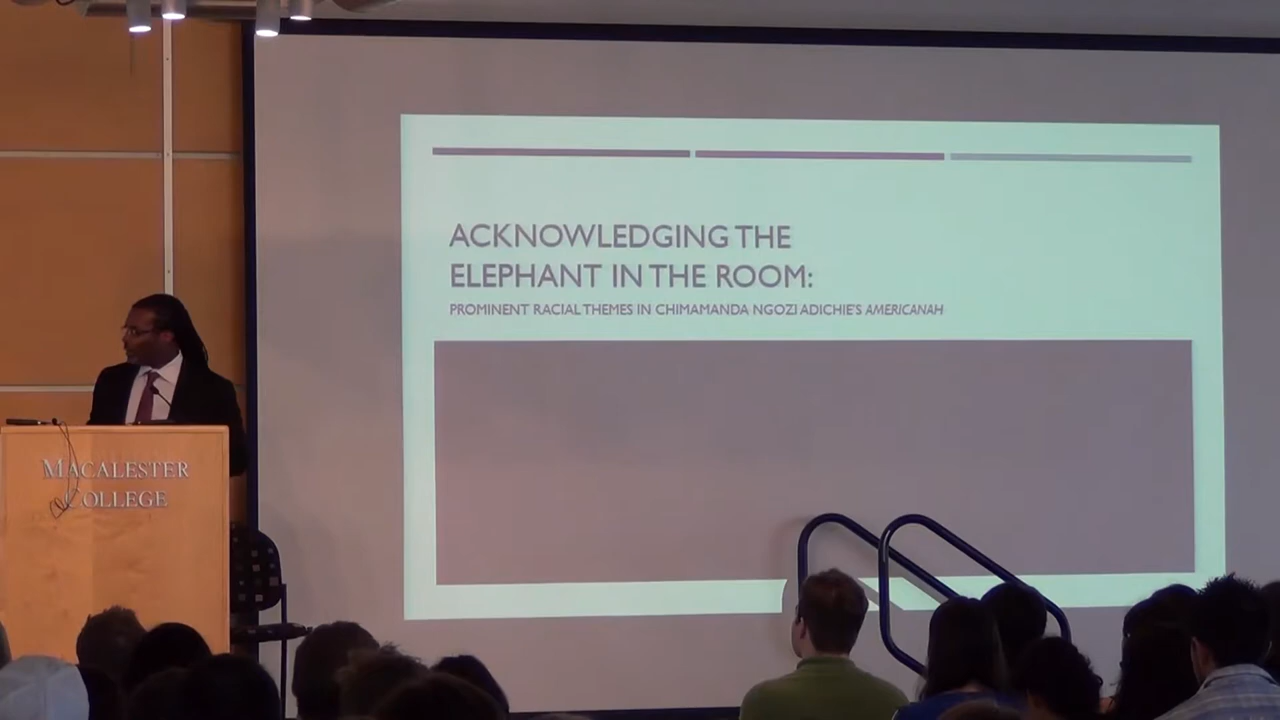 ACKNOWLEDGING THE
ELEPHANT IN THE ROOM:
PROMINENT RACIAL THEMES IN CHIMAMANDA NGOZI ADICHIE'S AMERICANAH
MACALESTER
COLLEGE